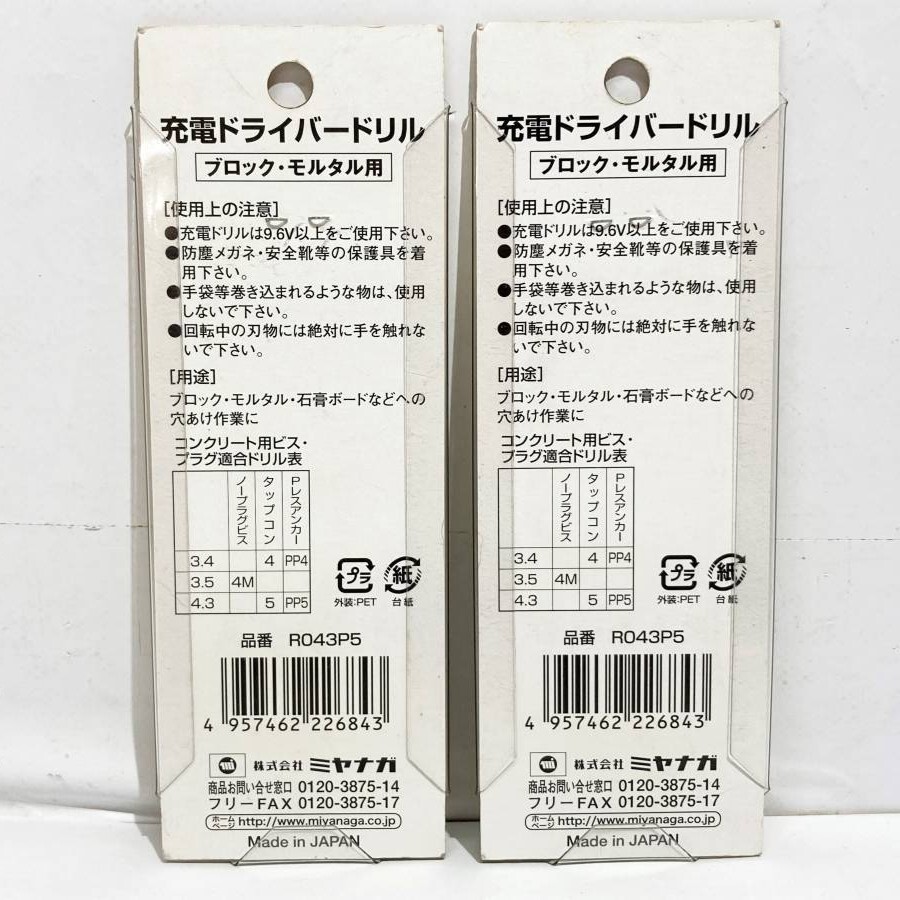 充電ドライバードリル
ブロック・モルタル用
[使用上の注意]
●充電ドリルは9.6V以上をご使用下さい。
●防塵メガネ・安全靴等の保護具を着
用下さい。
●手袋等巻き込まれるような物は、使用
しないで下さい。
●回転中の刃物には絶対に手を触れな
いで下さい。
[用途]
ブロック・モルタル・石膏ボードなどへの
穴あけ作業に
コンクリート用ビス・
プラグ適合ドリル表
ノープラグビス タップコン Pレスアンカー
3.4 4 PP4
3.5 4M
4.3 5 PP5
プラ 紙
外装:PET 台紙
品番 R043P5
4 957462 226843
株式会社 ミヤナガ
商品お問い合せ窓口 0120-3875-14
フリーFAX 0120-3875-17
ホームページ http://www.miyanaga.co.jp
Made in JAPAN
充電ドライバードリル
ブロック・モルタル用
[使用上の注意]
●充電ドリルは9.6V以上をご使用下さい。
●防塵メガネ・安全靴等の保護具を着
用下さい。
●手袋等巻き込まれるような物は、使用
しないで下さい。
●回転中の刃物には絶対に手を触れな
いで下さい。
[用途]
ブロック・モルタル・石膏ボードなどへの
穴あけ作業に
コンクリート用ビス・
プラグ適合ドリル表
ノープラグビス タップコン Pレスアンカー
3.4 4 PP4
3.5 4M
4.3 5 PP5
プラ 紙
外装:PET 台紙
品番 R043P5
4 957462 226843
株式会社 ミヤナガ
商品お問い合せ窓口 0120-3875-14
フリーFAX 0120-3875-17
ホームページ http://www.miyanaga.co.jp
Made in JAPAN